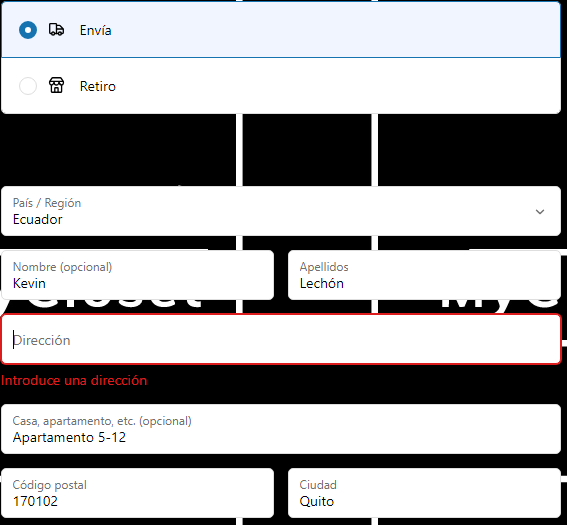 Envía
Retiro
País / Región
Ecuador
Nombre (opcional)
Kevin
Apellidos
Lechón
Closet
My
Dirección
Introduce una dirección
Casa, apartamento, etc. (opcional)
Apartamento 5-12
Código postal
170102
Ciudad
Quito